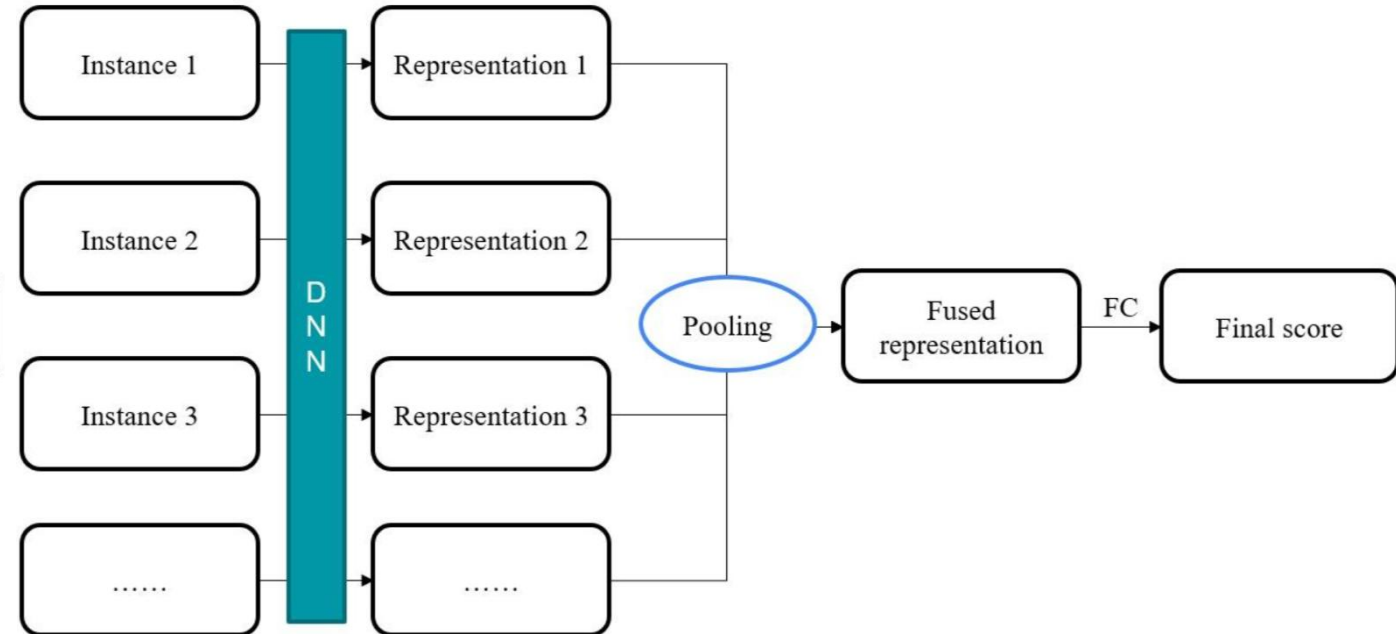 Instance 1
Representation 1
Instance 2
Representation 2
D
N
N
Pooling
Fused
representation
FC
Final score
Instance 3
Representation 3
......
......